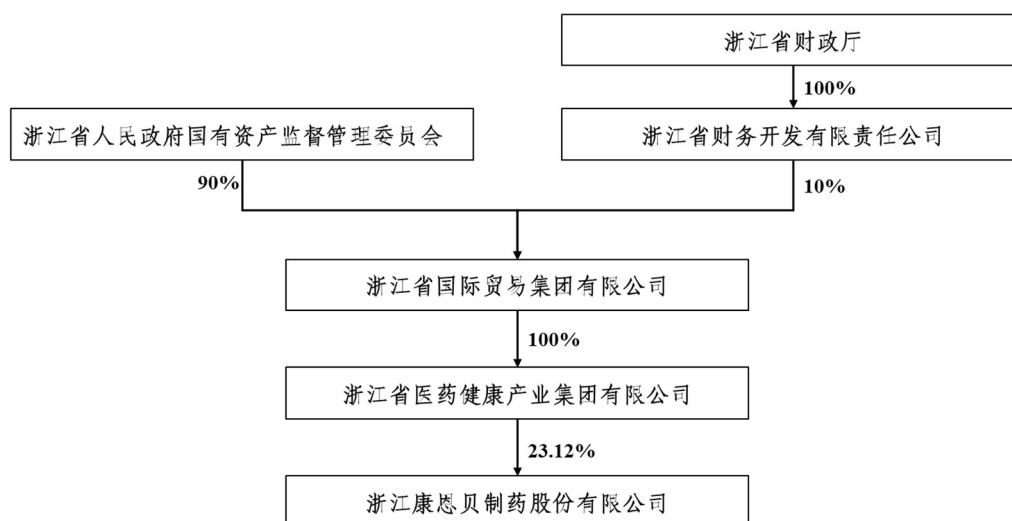 浙江省财政厅
100%
浙江省人民政府国有资产监督管理委员会
浙江省财务开发有限责任公司
90%
10%
浙江省国际贸易集团有限公司
100%
浙江省医药健康产业集团有限公司
23.12%
浙江康恩贝制药股份有限公司